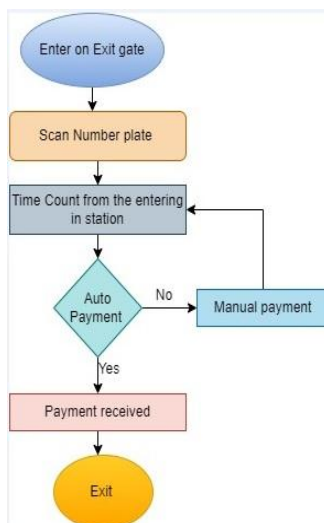 Enter on Exit gate
Scan Number plate
Time Count from the entering
in station
Auto
Payment
No
Manual payment
Yes
Payment received
Exit